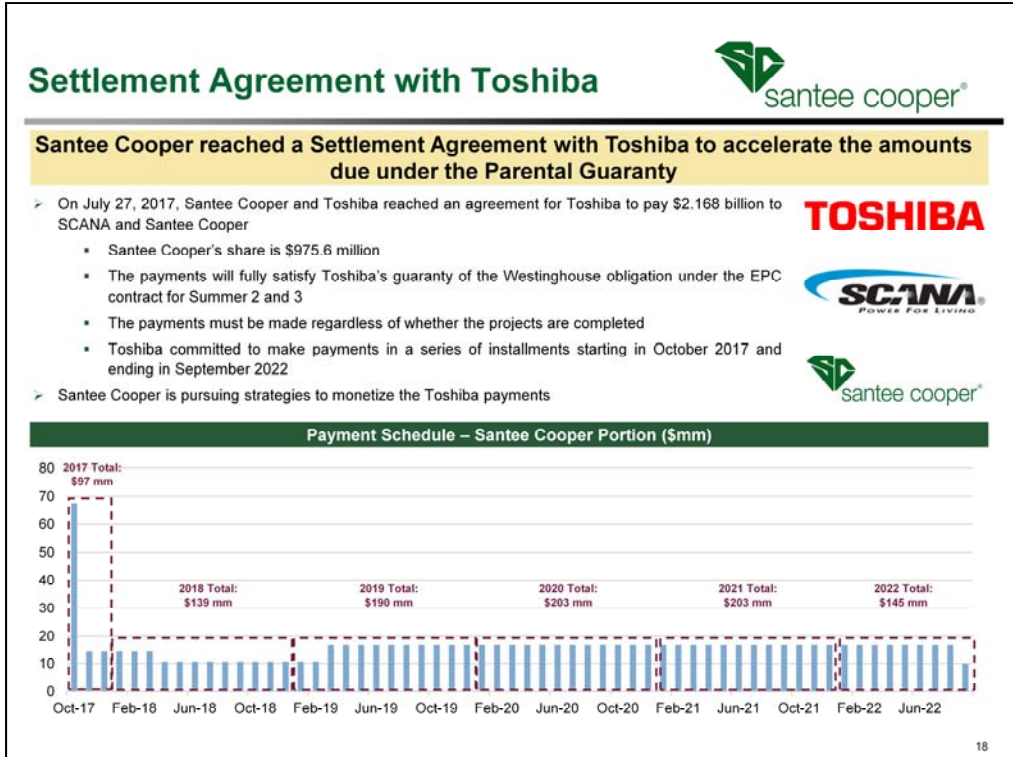 Settlement Agreement with Toshiba
santee cooper®
Santee Cooper reached a Settlement Agreement with Toshiba to accelerate the amounts
due under the Parental Guaranty
➢ On July 27, 2017, Santee Cooper and Toshiba reached an agreement for Toshiba to pay $2.168 billion to
SCANA and Santee Cooper
▪ Santee Cooper's share is $975.6 million
▪ The payments will fully satisfy Toshiba's guaranty of the Westinghouse obligation under the EPC
contract for Summer 2 and 3
▪ The payments must be made regardless of whether the projects are completed
▪ Toshiba committed to make payments in a series of installments starting in October 2017 and
ending in September 2022
➢ Santee Cooper is pursuing strategies to monetize the Toshiba payments
TOSHIBA
SCANA®
POWER FOR LIVING
santee cooper®
Payment Schedule – Santee Cooper Portion ($mm)
80
70
60
50
40
30
20
10
0
2017 Total:
$97 mm
2018 Total:
$139 mm
2019 Total:
$190 mm
2020 Total:
$203 mm
2021 Total:
$203 mm
2022 Total:
$145 mm
Oct-17 Feb-18 Jun-18 Oct-18 Feb-19 Jun-19 Oct-19 Feb-20 Jun-20 Oct-20 Feb-21 Jun-21 Oct-21 Feb-22 Jun-22
18